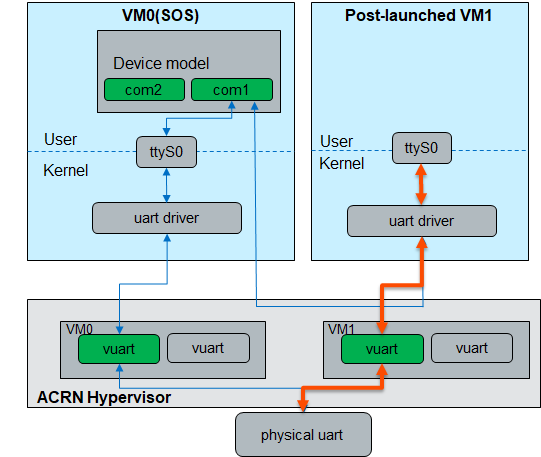 VM0(SOS)
Post-launched VM1
Device model
com2
com1
User
ttyS0
Kernel
uart driver
User
ttyS0
Kernel
uart driver
VM0
vuart
vuart
VM1
vuart
vuart
ACRN Hypervisor
physical uart